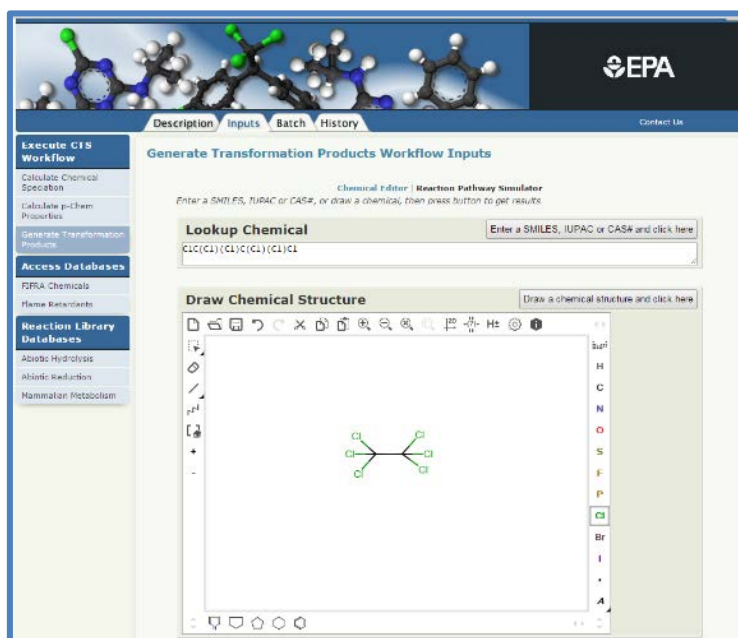 EPA
Description Inputs Batch History
Contact Us
Execute CTS
Workflow
Calculate Chemical
Speciation
Calculate p-Chem
Properties
Generate Transformation
Products
Access Databases
FIFRA Chemicals
Flame Retardants
Reaction Library
Databases
Abiotic Hydrolysis
Abiotic Reduction
Mammalian Metabolism
Generate Transformation Products Workflow Inputs
Chemical Editor | Reaction Pathway Simulator
Enter a SMILES, IUPAC or CAS#, or draw a chemical, then press button to get results
Lookup Chemical
Enter a SMILES, IUPAC or CAS# and click here
ClC(Cl)(Cl)C(Cl)(Cl)Cl
Draw Chemical Structure
Draw a chemical structure and click here
2D
H±
H
C
N
O
S
F
P
Cl
Br
I
A
Cl Cl
Cl Cl
Cl Cl